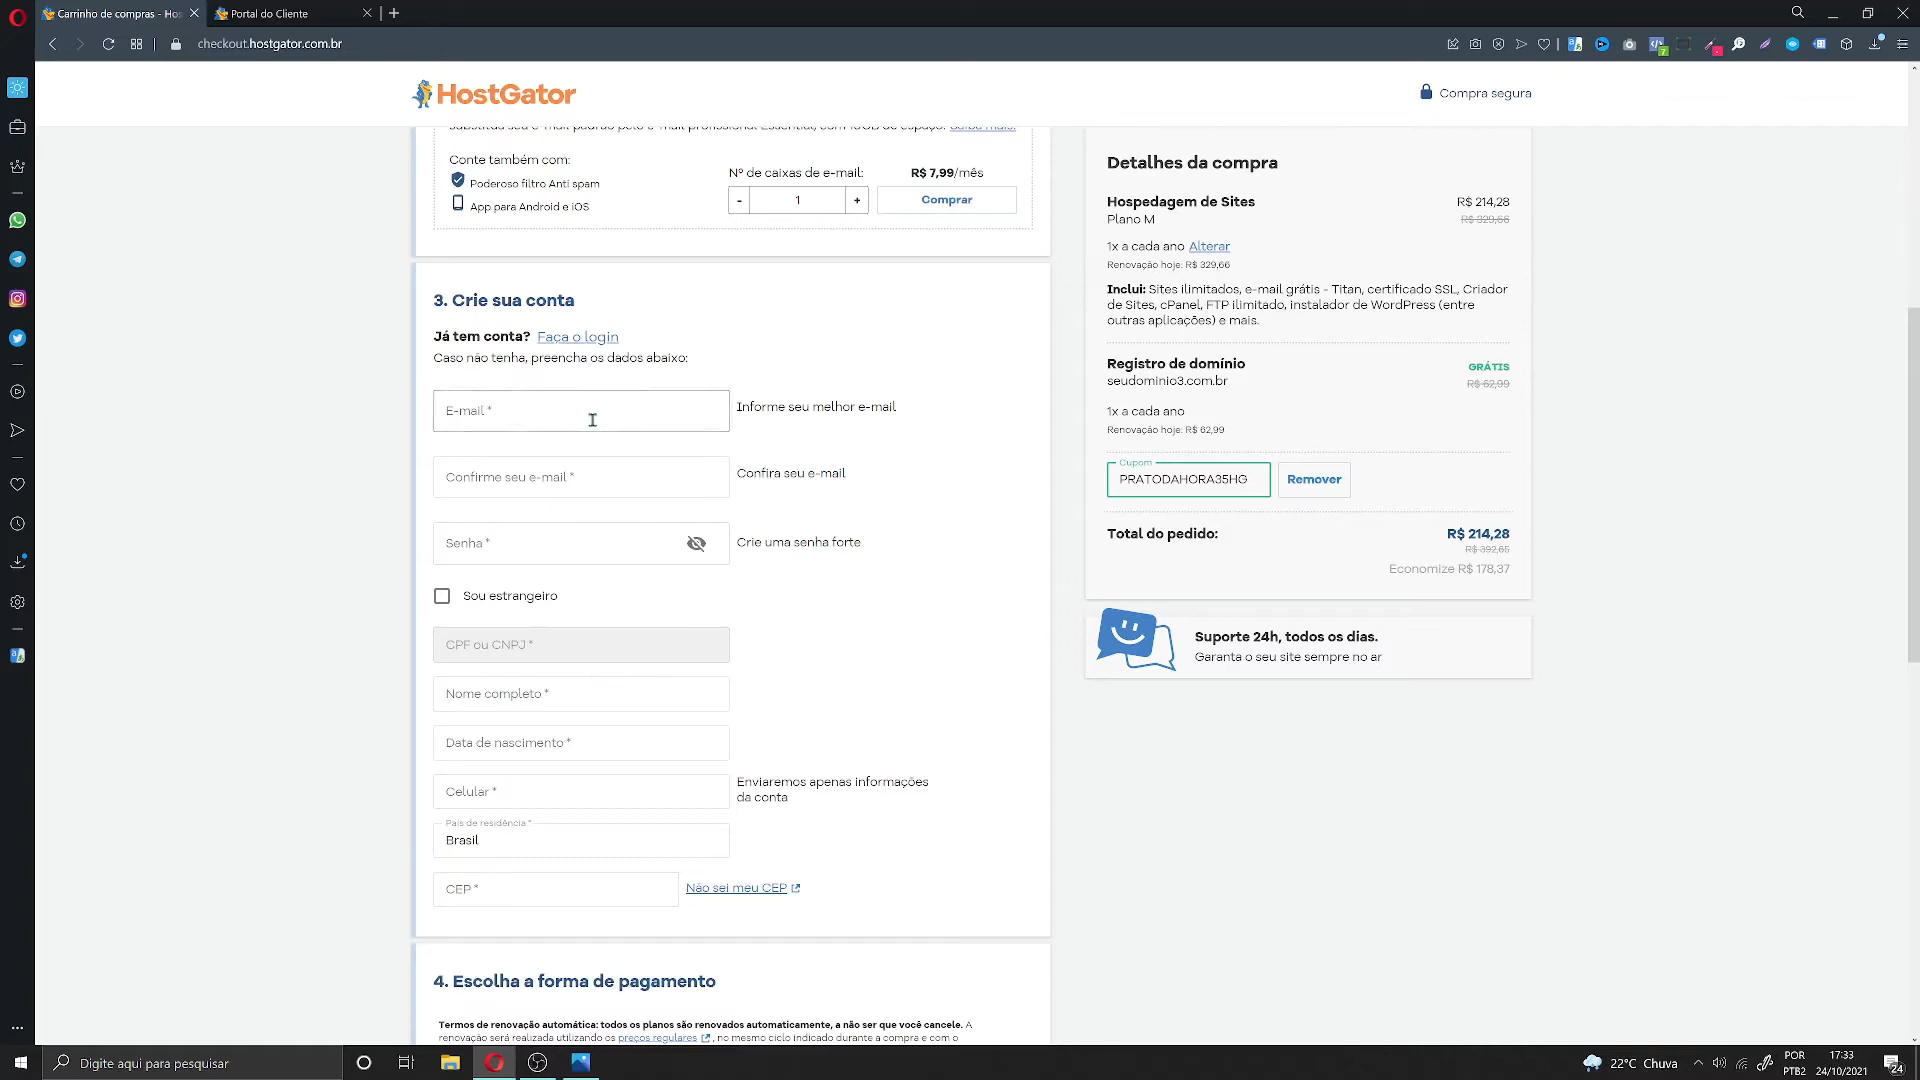 Carrinho de compras - Hos
Portal do Cliente
checkout.hostgator.com.br
HostGator
Compra segura
Conte também com:
Poderoso filtro Anti spam
App para Android e iOS
Nº de caixas de e-mail:
R$ 7,99/mês
-
1
+
Comprar
3. Crie sua conta
Já tem conta? Faça o login
Caso não tenha, preencha os dados abaixo:
E-mail *
Informe seu melhor e-mail
Confirme seu e-mail *
Confira seu e-mail
Senha *
Crie uma senha forte
Sou estrangeiro
CPF ou CNPJ *
Nome completo *
Data de nascimento *
Celular *
Enviaremos apenas informações
da conta
País de residência *
Brasil
CEP *
Não sei meu CEP
4. Escolha a forma de pagamento
Termos de renovação automática: todos os planos são renovados automaticamente, a não ser que você cancele. A
renovação será realizada utilizando os preços regulares , no mesmo ciclo indicado durante a compra e com o
Detalhes da compra
Hospedagem de Sites
R$ 214,28
Plano M
R$ 329,66
1x a cada ano Alterar
Renovação hoje: R$ 329,66
Inclui: Sites ilimitados, e-mail grátis - Titan, certificado SSL, Criador
de Sites, cPanel, FTP ilimitado, instalador de WordPress (entre
outras aplicações) e mais.
Registro de domínio
GRÁTIS
seudominio3.com.br
R$ 62,99
1x a cada ano
Renovação hoje: R$ 62,99
Cupom
PRATODAHORA35HG
Remover
Total do pedido:
R$ 214,28
R$ 392,65
Economize R$ 178,37
Suporte 24h, todos os dias.
Garanta o seu site sempre no ar
Digite aqui para pesquisar
22°C Chuva
POR
PTB2
17:33
24/10/2021
24